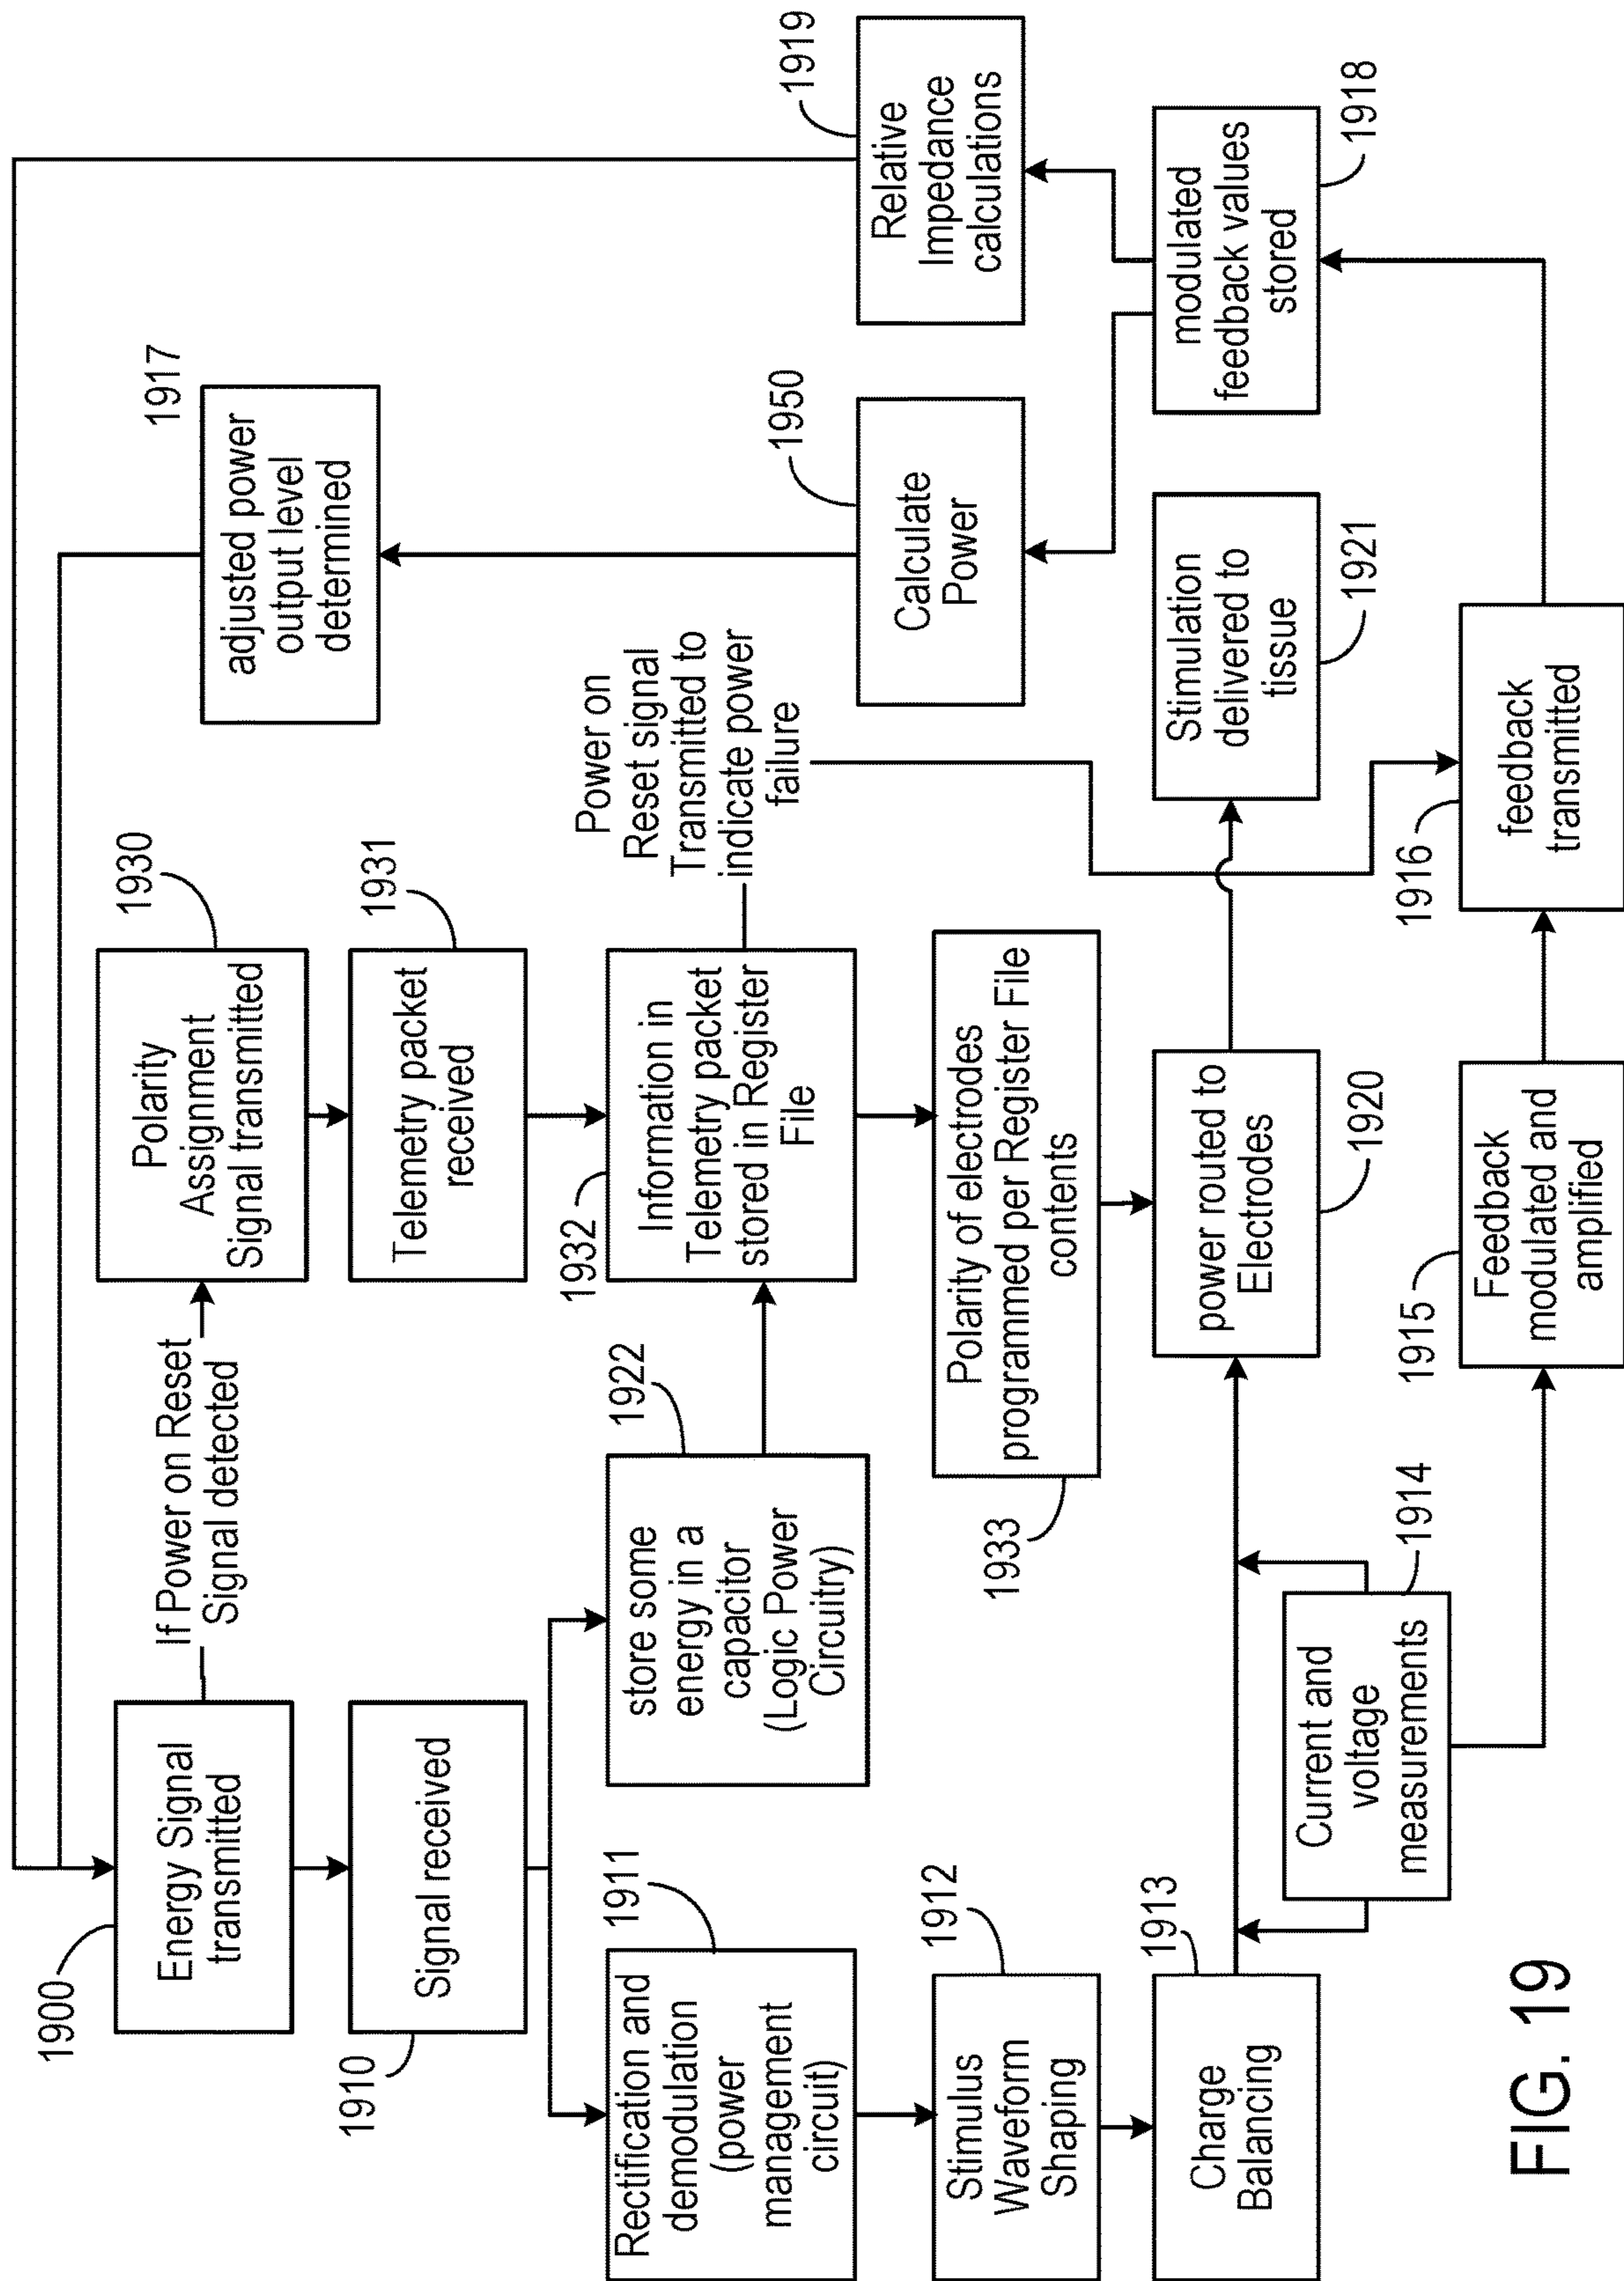 1900
Energy Signal
transmitted
If Power on Reset
Signal detected
1930
Polarity
Assignment
Signal transmitted
1917
adjusted power
output level
determined
1910
Signal received
1931
Telemetry packet
received
1911
Rectification and
demodulation
(power
management
circuit)
1922
store some
energy in a
capacitor
(Logic Power
Circuitry)
1932
Information in
Telemetry packet
stored in Register
File
Power on
Reset signal
Transmitted to
indicate power
failure
1950
Calculate
Power
1919
Relative
Impedance
calculations
1912
Stimulus
Waveform
Shaping
1933
Polarity of electrodes
programmed per Register File
contents
1913
Charge
Balancing
1914
Current and
voltage
measurements
power routed to
Electrodes
1920
Stimulation
delivered to
tissue
1921
modulated
feedback values
stored
1918
1915
Feedback
modulated and
amplified
1916
feedback
transmitted
FIG. 19